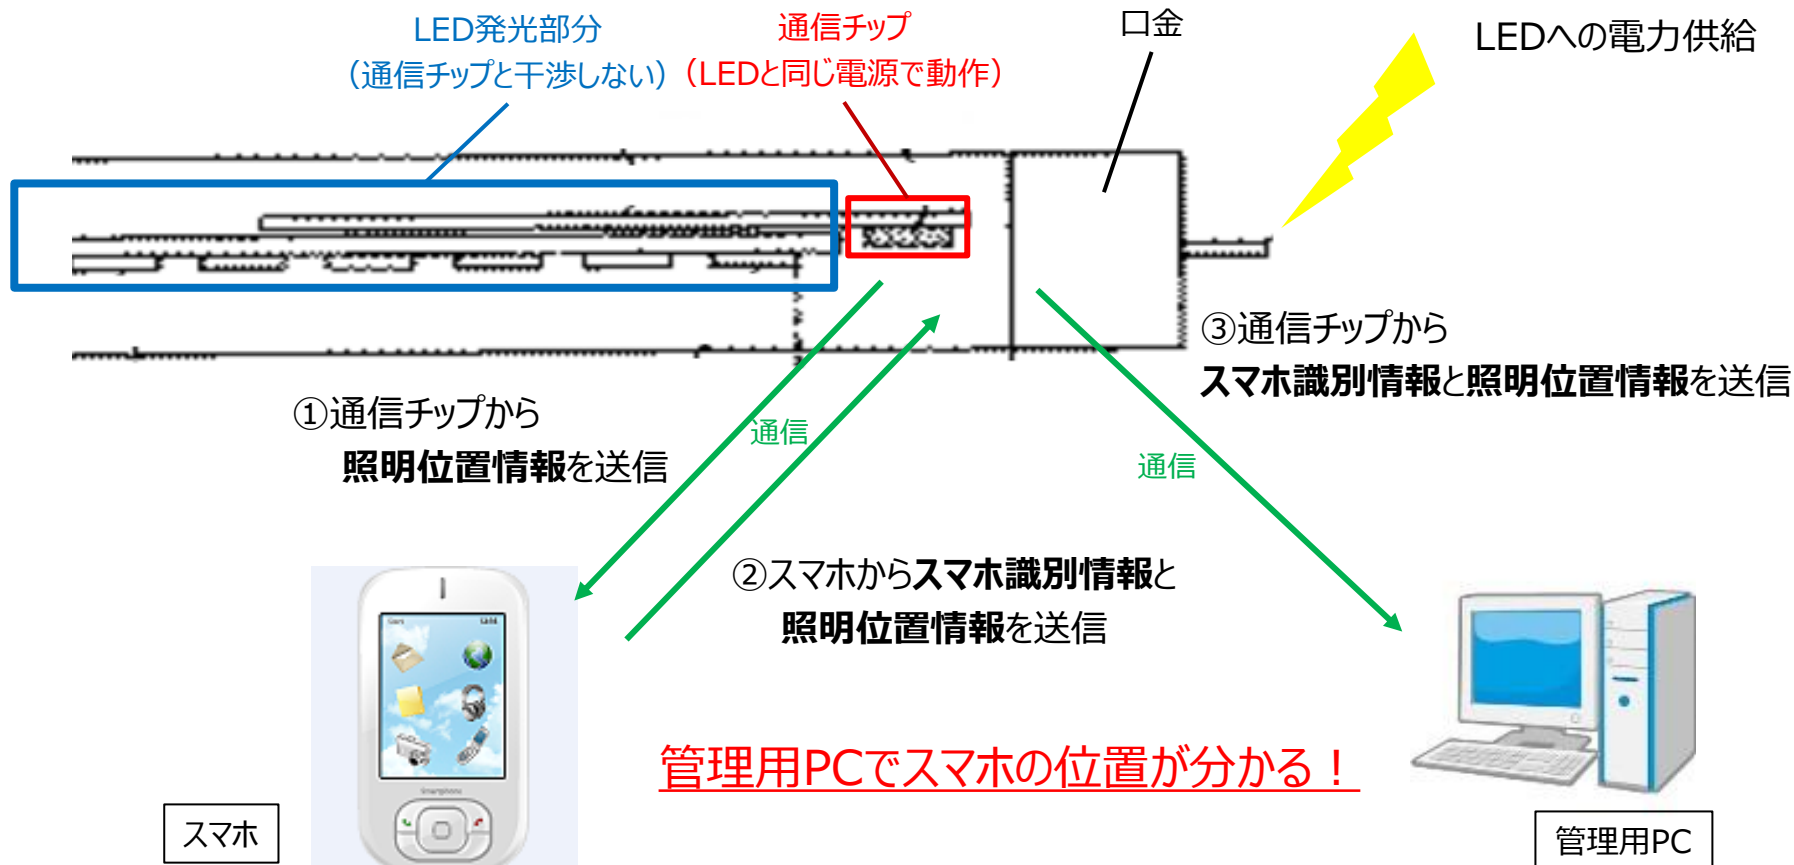 LED発光部分
（通信チップと干渉しない）
通信チップ
（LEDと同じ電源で動作）
口金
LEDへの電力供給
③通信チップから
スマホ識別情報と照明位置情報を送信
①通信チップから
照明位置情報を送信
通信
通信
②スマホからスマホ識別情報と
照明位置情報を送信
管理用PCでスマホの位置が分かる！
Smartphone
スマホ
管理用PC